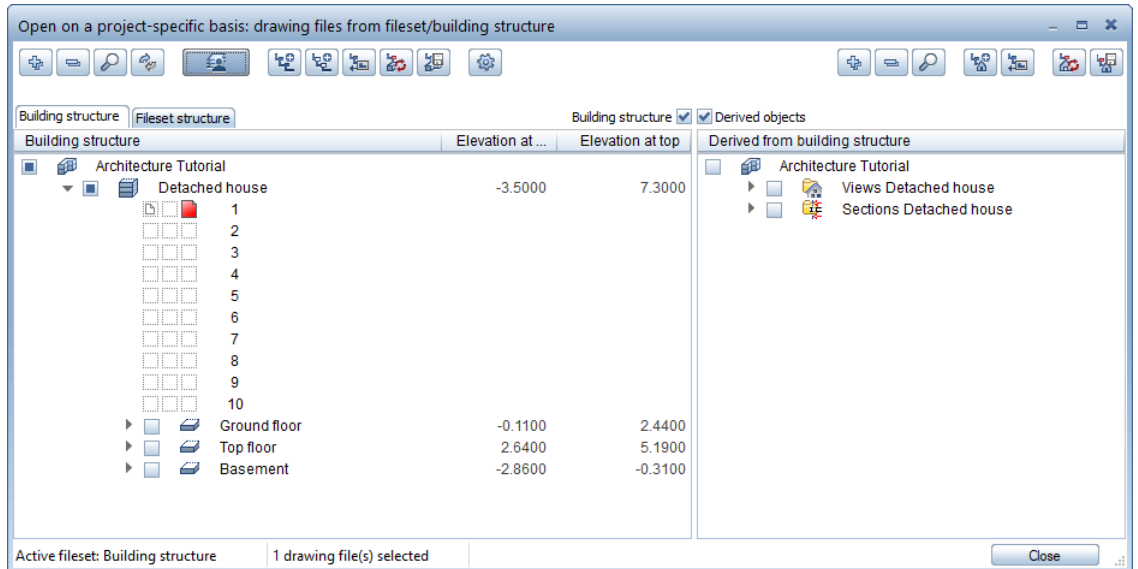 Open on a project-specific basis: drawing files from fileset/building structure
Building structure Fileset structure Building structure Derived objects
Building structure Elevation at ... Elevation at top Derived from building structure
Architecture Tutorial Architecture Tutorial
Detached house -3.5000 7.3000 Views Detached house
1 Sections Detached house
2
3
4
5
6
7
8
9
10
Ground floor -0.1100 2.4400
Top floor 2.6400 5.1900
Basement -2.8600 -0.3100
Active fileset: Building structure 1 drawing file(s) selected Close